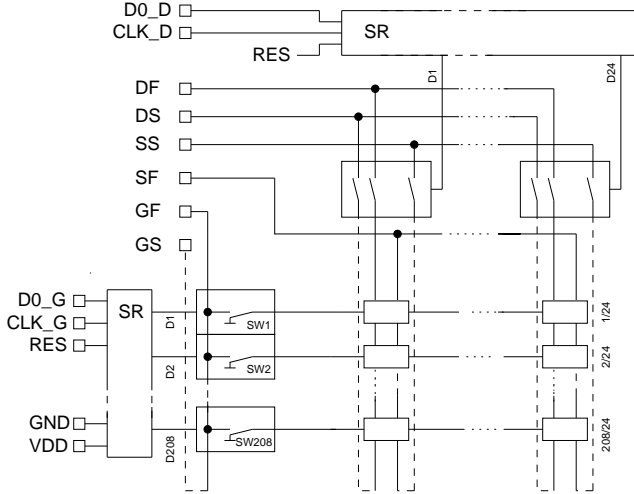 D0_D
CLK_D
SR
RES
D1
D24
DF
DS
SS
SF
GF
GS
D0_G
CLK_G
RES
SR
D1
SW1
1/24
D2
SW2
2/24
GND
VDD
D208
SW208
208/24